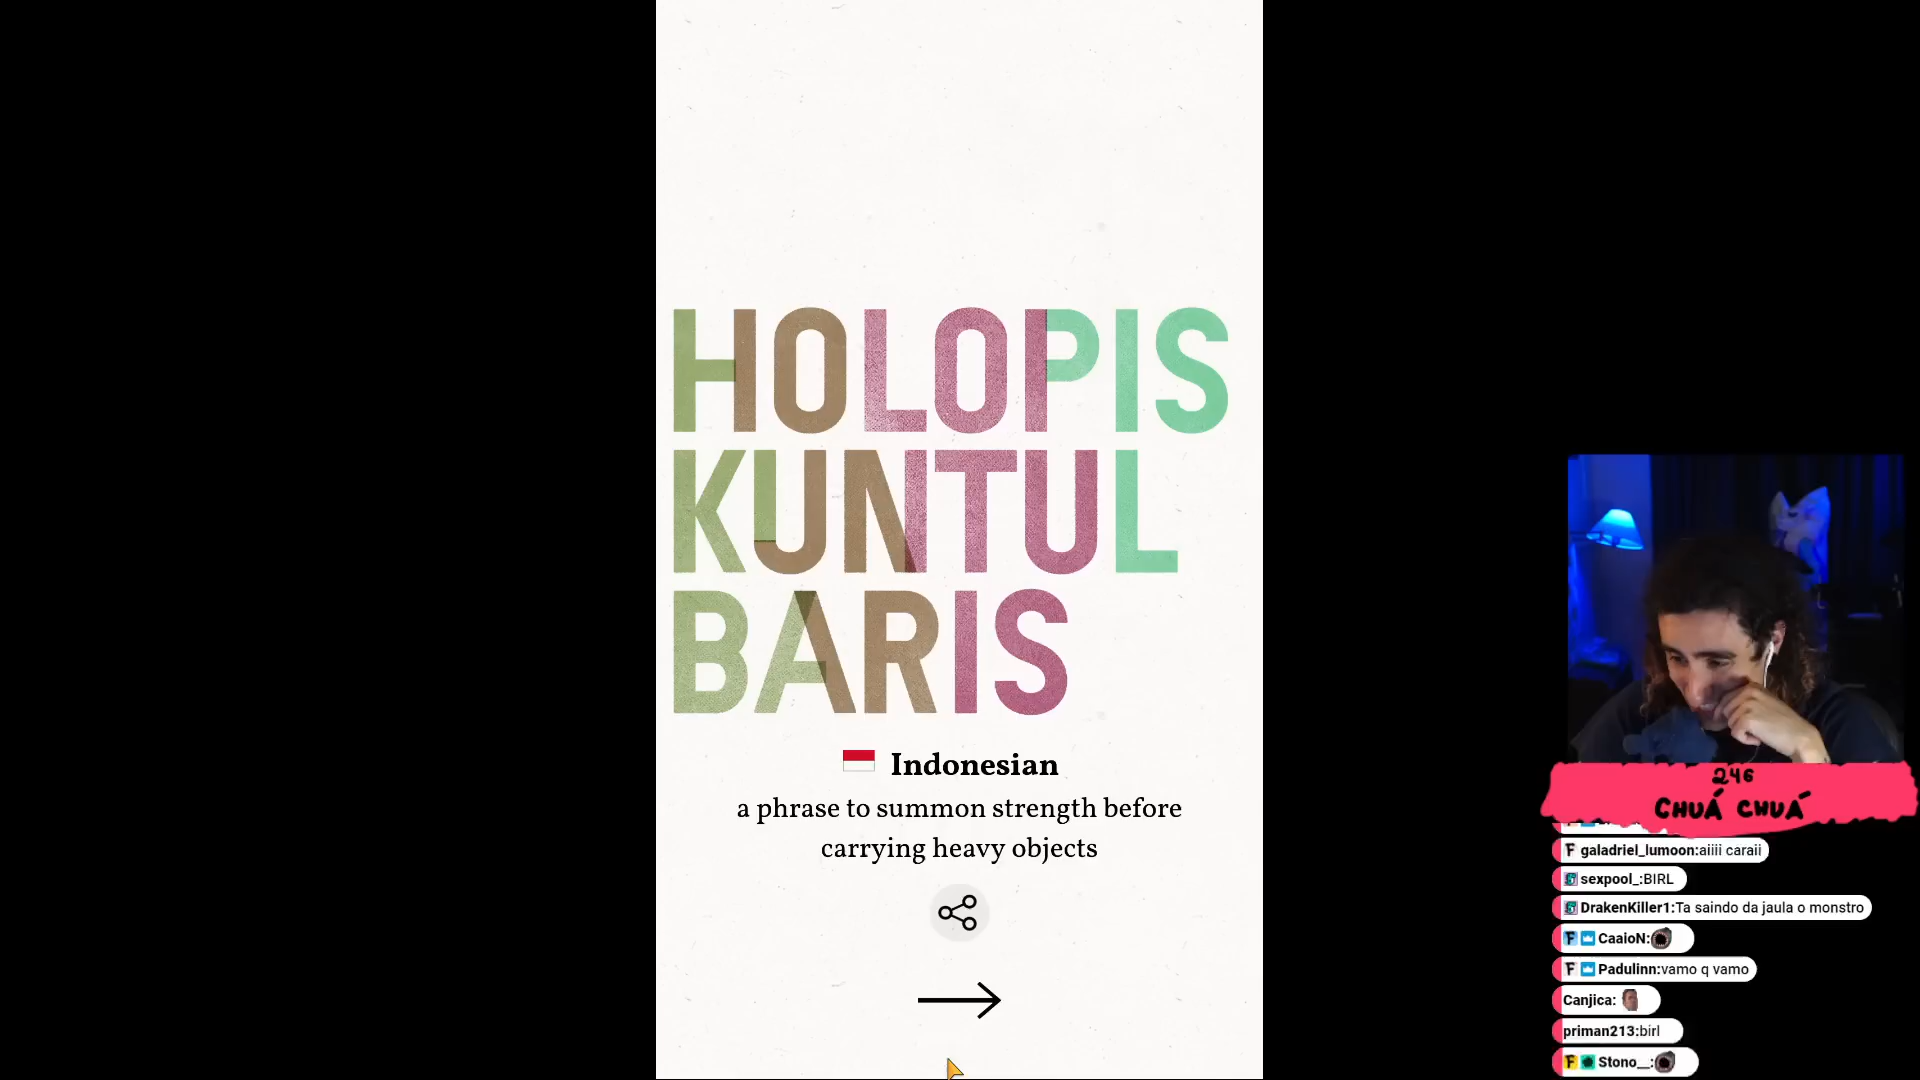 HOLOPIS
KUNTUL
BARIS
Indonesian
a phrase to summon strength before
carrying heavy objects
246
CHUÁ CHUÁ
galadriel_lumoon:aiiii caraii
sexpool_:BIRL
DrakenKiller1:Ta saindo da jaula o monstro
CaaioN:
Padulinn:vamo q vamo
Canjica:
priman213:birl
Stono__: